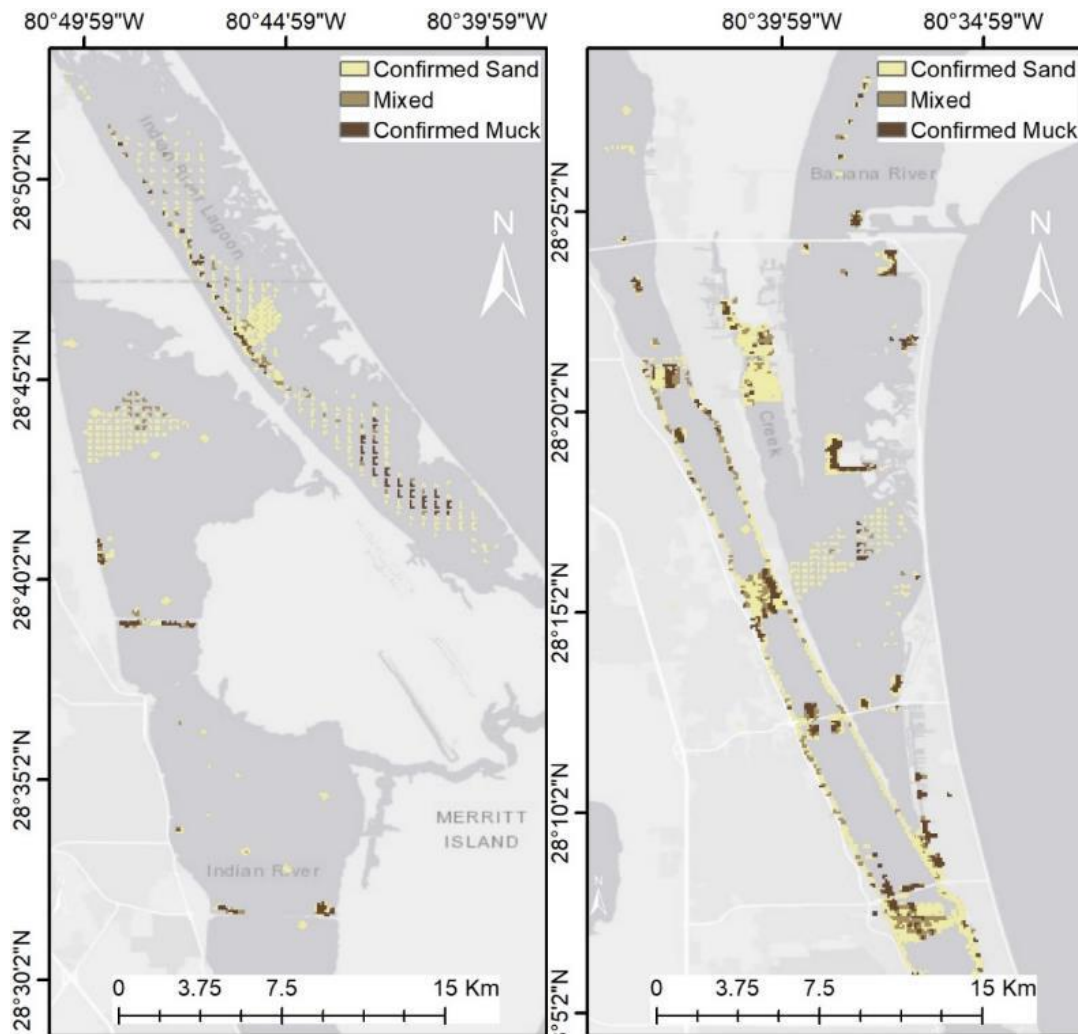 80°49'59"W 80°44'59"W 80°39'59"W
Confirmed Sand
Mixed
Confirmed Muck
28°50'2"N
28°45'2"N
28°40'2"N
28°35'2"N
28°30'2"N
Indian River Lagoon
N
MERRITT
ISLAND
Indian River
0 3.75 7.5 15 Km
80°39'59"W 80°34'59"W
Confirmed Sand
Mixed
Confirmed Muck
Banana River
28°25'2"N
28°20'2"N
28°15'2"N
28°10'2"N
28°5'2"N
N
Creek
N
0 3.75 7.5 15 Km